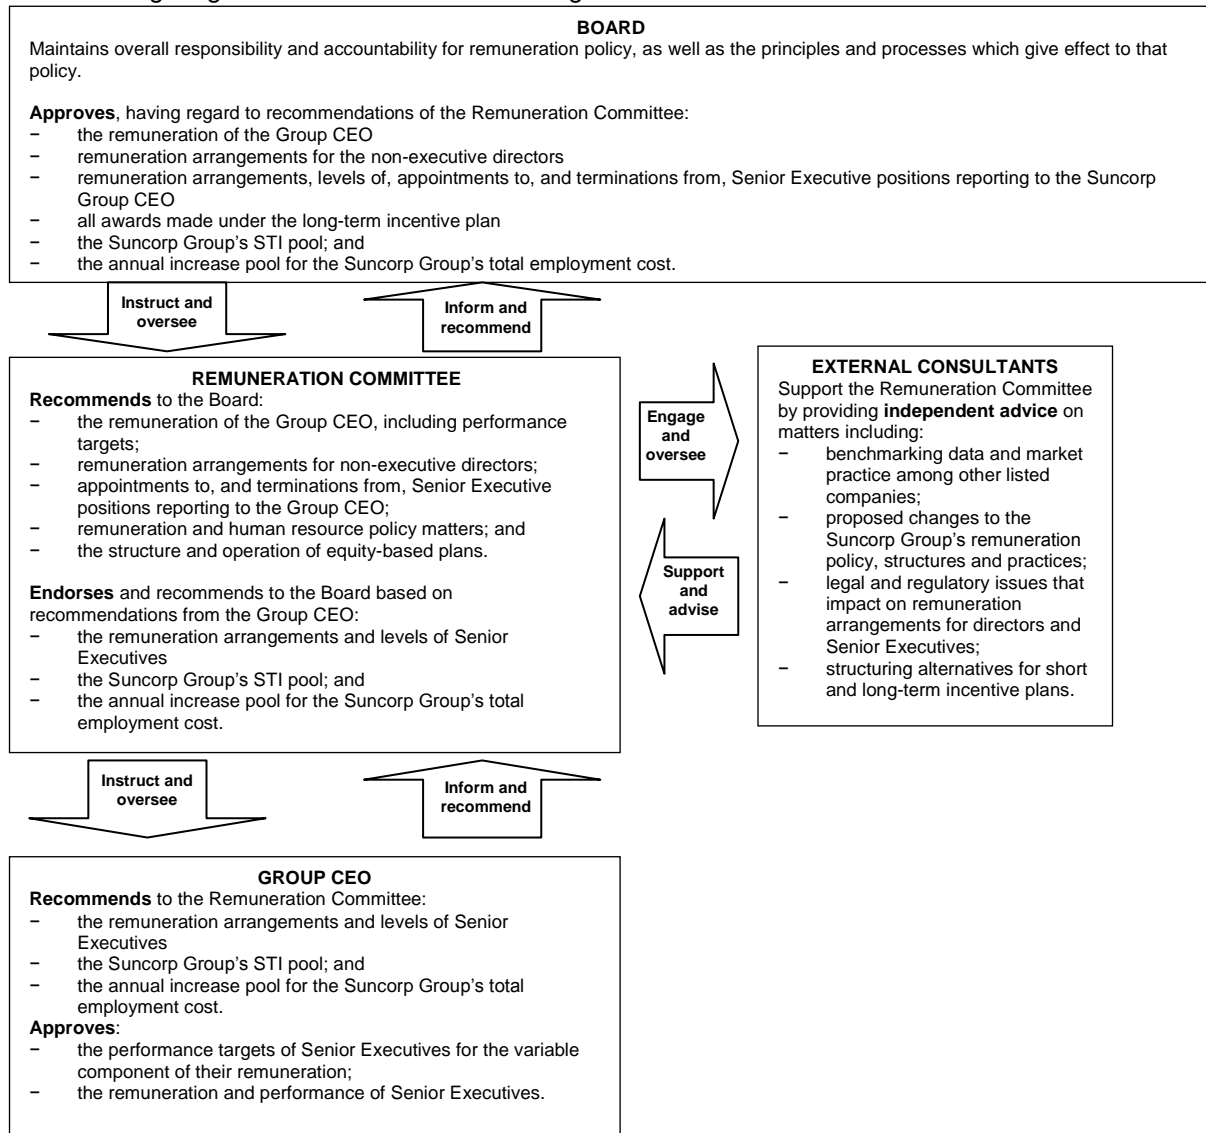 BOARD
Maintains overall responsibility and accountability for remuneration policy, as well as the principles and processes which give effect to that
policy.
Approves, having regard to recommendations of the Remuneration Committee:
− the remuneration of the Group CEO
− remuneration arrangements for the non-executive directors
− remuneration arrangements, levels of, appointments to, and terminations from, Senior Executive positions reporting to the Suncorp
Group CEO
− all awards made under the long-term incentive plan
− the Suncorp Group's STI pool; and
− the annual increase pool for the Suncorp Group's total employment cost.
Instruct and
oversee
Inform and
recommend
REMUNERATION COMMITTEE
Recommends to the Board:
− the remuneration of the Group CEO, including performance
targets;
− remuneration arrangements for non-executive directors;
− appointments to, and terminations from, Senior Executive
positions reporting to the Group CEO;
− remuneration and human resource policy matters; and
− the structure and operation of equity-based plans.
Endorses and recommends to the Board based on
recommendations from the Group CEO:
− the remuneration arrangements and levels of Senior
Executives
− the Suncorp Group's STI pool; and
− the annual increase pool for the Suncorp Group's total
employment cost.
Engage
and
oversee
Support
and
advise
EXTERNAL CONSULTANTS
Support the Remuneration Committee
by providing independent advice on
matters including:
− benchmarking data and market
practice among other listed
companies;
− proposed changes to the
Suncorp Group's remuneration
policy, structures and practices;
− legal and regulatory issues that
impact on remuneration
arrangements for directors and
Senior Executives;
− structuring alternatives for short
and long-term incentive plans.
Instruct and
oversee
Inform and
recommend
GROUP CEO
Recommends to the Remuneration Committee:
− the remuneration arrangements and levels of Senior
Executives
− the Suncorp Group's STI pool; and
− the annual increase pool for the Suncorp Group's total
employment cost.
Approves:
− the performance targets of Senior Executives for the variable
component of their remuneration;
− the remuneration and performance of Senior Executives.